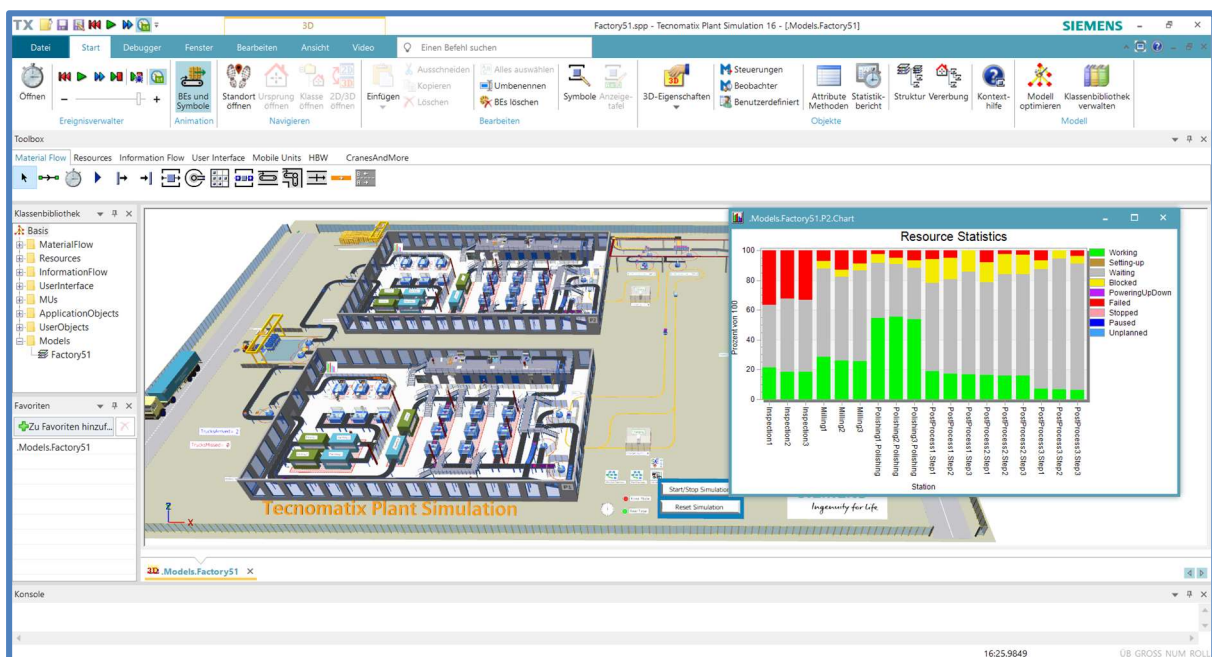 TX
3D
Factory51.spp - Tecnomatix Plant Simulation 16 - [.Models.Factory51]
SIEMENS
Datei Start Debugger Fenster Bearbeiten Ansicht Video Einen Befehl suchen
Öffnen
Ereignisverwalter
BEs und Symbole
Animation
Standort öffnen
Ursprung öffnen
Klasse öffnen
2D/3D öffnen
Navigieren
Einfügen
Ausschneiden
Kopieren
Löschen
Alles auswählen
Umbenennen
BEs löschen
Symbole
Anzeige-
tafel
Bearbeiten
3D-Eigenschaften
Steuerungen
Beobachter
Benutzerdefiniert
Attribute
Methoden
Statistik-
bericht
Struktur
Vererbung
Kontext-
hilfe
Objekte
Modell
optimieren
Klassenbibliothek
verwalten
Modell
Toolbox
Material Flow Resources Information Flow User Interface Mobile Units HBW CranesAndMore
Klassenbibliothek
Basis
MaterialFlow
Resources
InformationFlow
UserInterface
MUs
ApplicationObjects
UserObjects
Models
Factory51
Favoriten
Zu Favoriten hinzuf...
.Models.Factory51
.Models.Factory51.P2.Chart
Resource Statistics
Prozent von 100
100
80
60
40
20
0
Inspection1
Inspection2
Inspection3
Milling1
Milling2
Milling3
Polishing1.Polishing
Polishing2.Polishing
Polishing3.Polishing
PostProcess1.Step1
PostProcess1.Step2
PostProcess1.Step3
PostProcess2.Step1
PostProcess2.Step2
PostProcess2.Step3
PostProcess3.Step1
PostProcess3.Step2
PostProcess3.Step3
Station
Working
Setting-up
Waiting
Blocked
PoweringUpDown
Failed
Stopped
Paused
Unplanned
Start/Stop Simulation
Reset Simulation
Tecnomatix Plant Simulation
Ingenuity for life
Z
X
3D .Models.Factory51
Konsole
16:25.9849
ÜB GROSS NUM ROLL